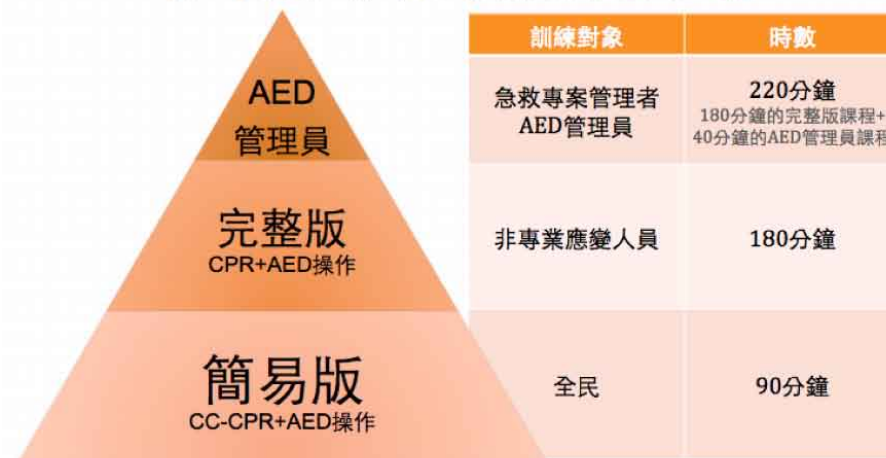 訓練對象 時數
AED
管理員
急救專案管理者
AED管理員
220分鐘
180分鐘的完整版課程+
40分鐘的AED管理員課程
完整版
CPR+AED操作
非專業應變人員
180分鐘
簡易版
CC-CPR+AED操作
全民
90分鐘